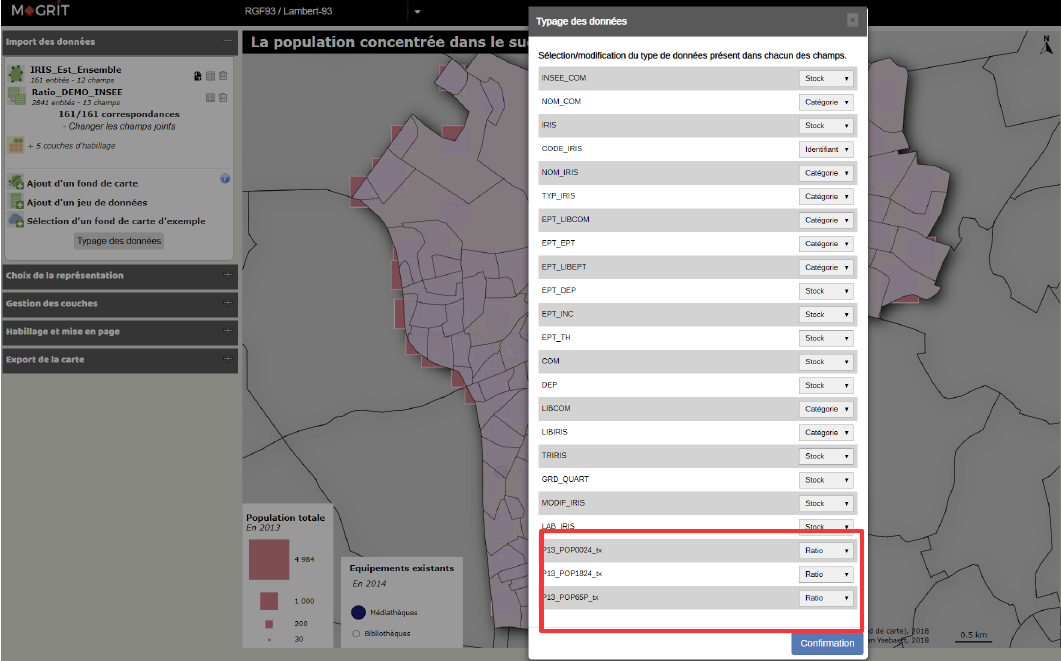 MAGRIT
RGF93 / Lambert-93
Import des données
IRIS_Est_Ensemble
161 entités - 12 champs
Ratio_DEMO_INSEE
2841 entités - 13 champs
161/161 correspondances
- Changer les champs joints
+ 5 couches d'habillage
Ajout d'un fond de carte
Ajout d'un jeu de données
Sélection d'un fond de carte d'exemple
Typage des données
Choix de la représentation
Gestion des couches
Habillage et mise en page
Export de la carte
La population concentrée dans le su
N
Population totale
En 2013
4 984
1 000
200
30
Equipements existants
En 2014
Médiathèques
Bibliothèques
Typage des données
×
Sélection/modification du type de données présent dans chacun des champs.
INSEE_COM Stock
NOM_COM Catégorie
IRIS Stock
CODE_IRIS Identifiant
NOM_IRIS Catégorie
TYP_IRIS Catégorie
EPT_LIBCOM Catégorie
EPT_EPT Catégorie
EPT_LIBEPT Catégorie
EPT_DEP Stock
EPT_INC Stock
EPT_TH Stock
COM Stock
DEP Stock
LIBCOM Catégorie
LIBIRIS Catégorie
TRIRIS Stock
GRD_QUART Stock
MODIF_IRIS Stock
LAB_IRIS Stock
P13_POP0024_tx Ratio
P13_POP1824_tx Ratio
P13_POP65P_tx Ratio
Confirmation
d de carte), 2016
an Ysebaert, 2018
0.5 km